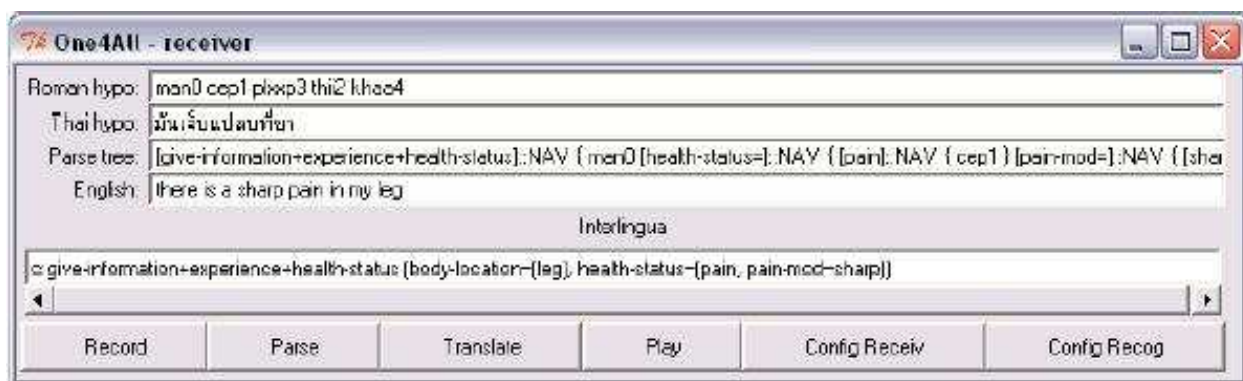 One4All - receiver
Roman hypo: man0 cep1 plxxp3 thii2 khaa4
Thai hypo: มันเจ็บแปลบที่ขา
Parse tree: [give-information+experience+health-status]::NAV { man0 [health-status=]::NAV { [pain]::NAV { cep1 } [pain-mod=]::NAV { [shar
English: there is a sharp pain in my leg
Interlingua
c:give-information+experience+health-status (body-location=(leg), health-status=(pain, pain-mod=sharp))
Record Parse Translate Play Config Receiv Config Recog